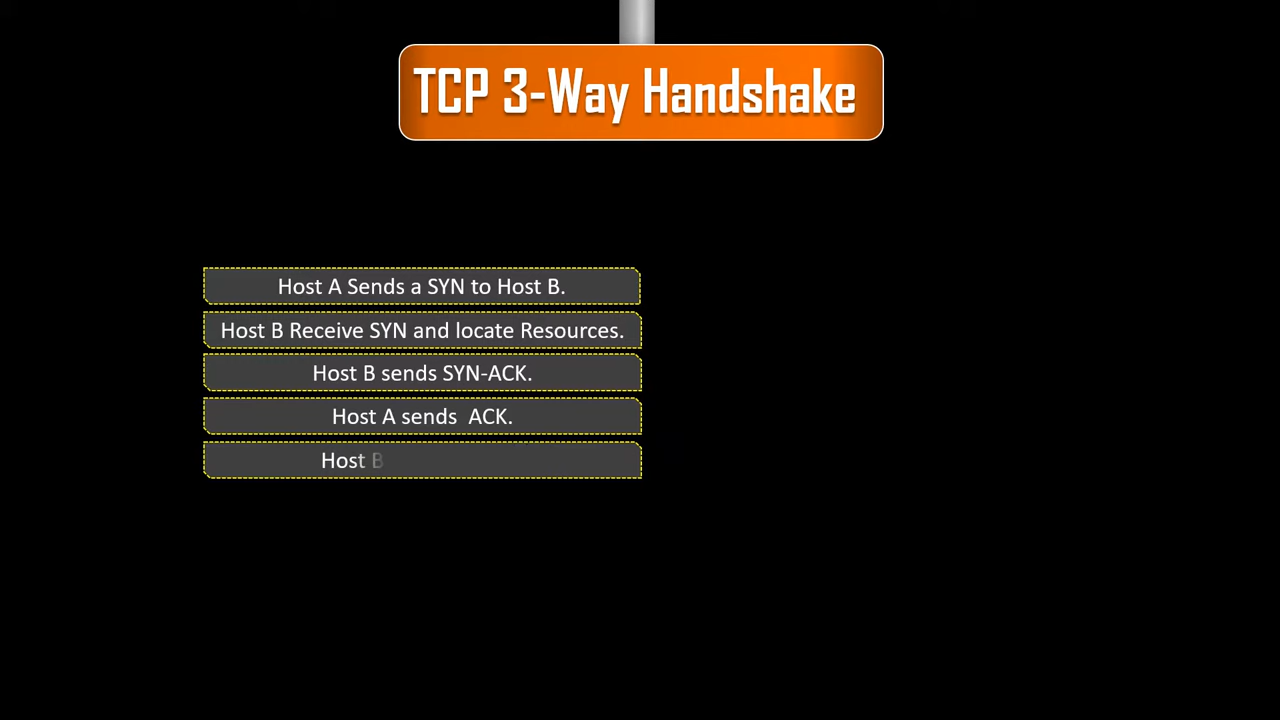 TCP 3-Way Handshake
Host A Sends a SYN to Host B.
Host B Receive SYN and locate Resources.
Host B sends SYN-ACK.
Host A sends  ACK.
Host B